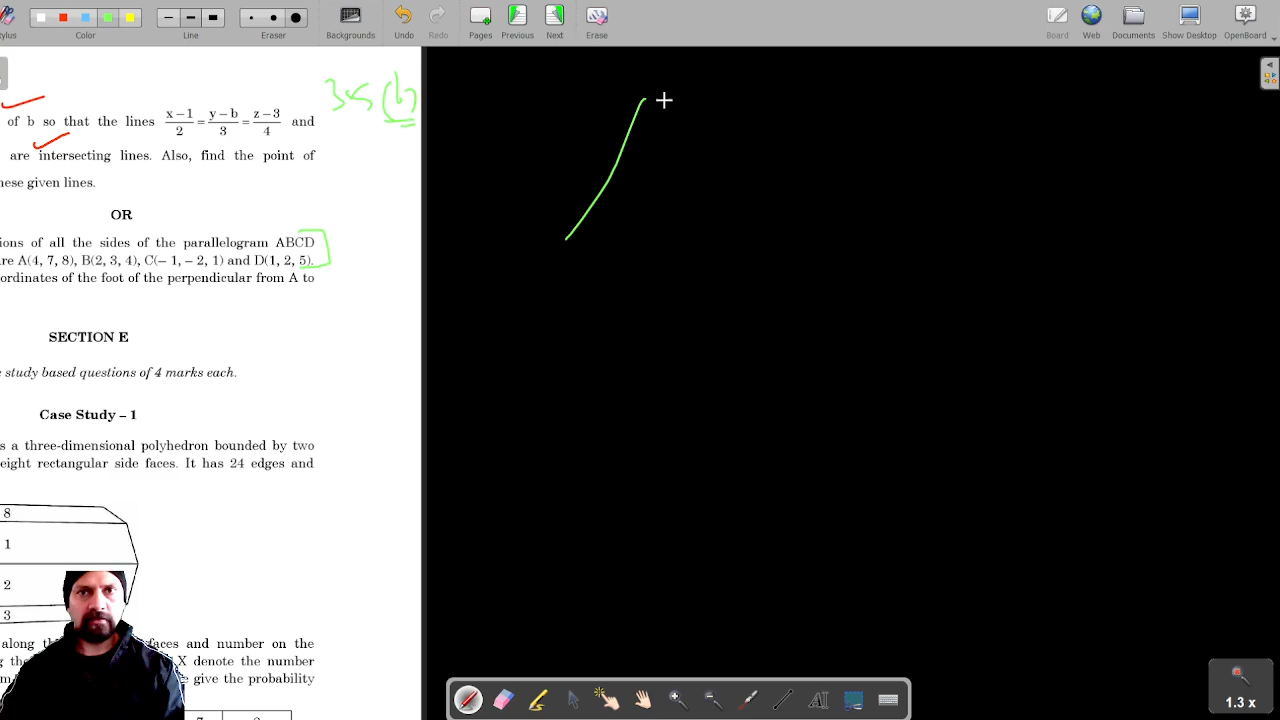 ylus Color Line Eraser Backgrounds Undo Redo Pages Previous Next Erase Board Web Documents Show Desktop OpenBoard
35 (b)
of b so that the lines x − 1 / 2 = y − b / 3 = z − 3 / 4 and
are intersecting lines. Also, find the point of
hese given lines.
OR
ions of all the sides of the parallelogram ABCD
re A(4, 7, 8), B(2, 3, 4), C(− 1, − 2, 1) and D(1, 2, 5).
ordinates of the foot of the perpendicular from A to
SECTION E
study based questions of 4 marks each.
Case Study – 1
s a three-dimensional polyhedron bounded by two
eight rectangular side faces. It has 24 edges and
8
1
2
3
along th faces and number on the
g the X denote the number
m e give the probability
1.3 x